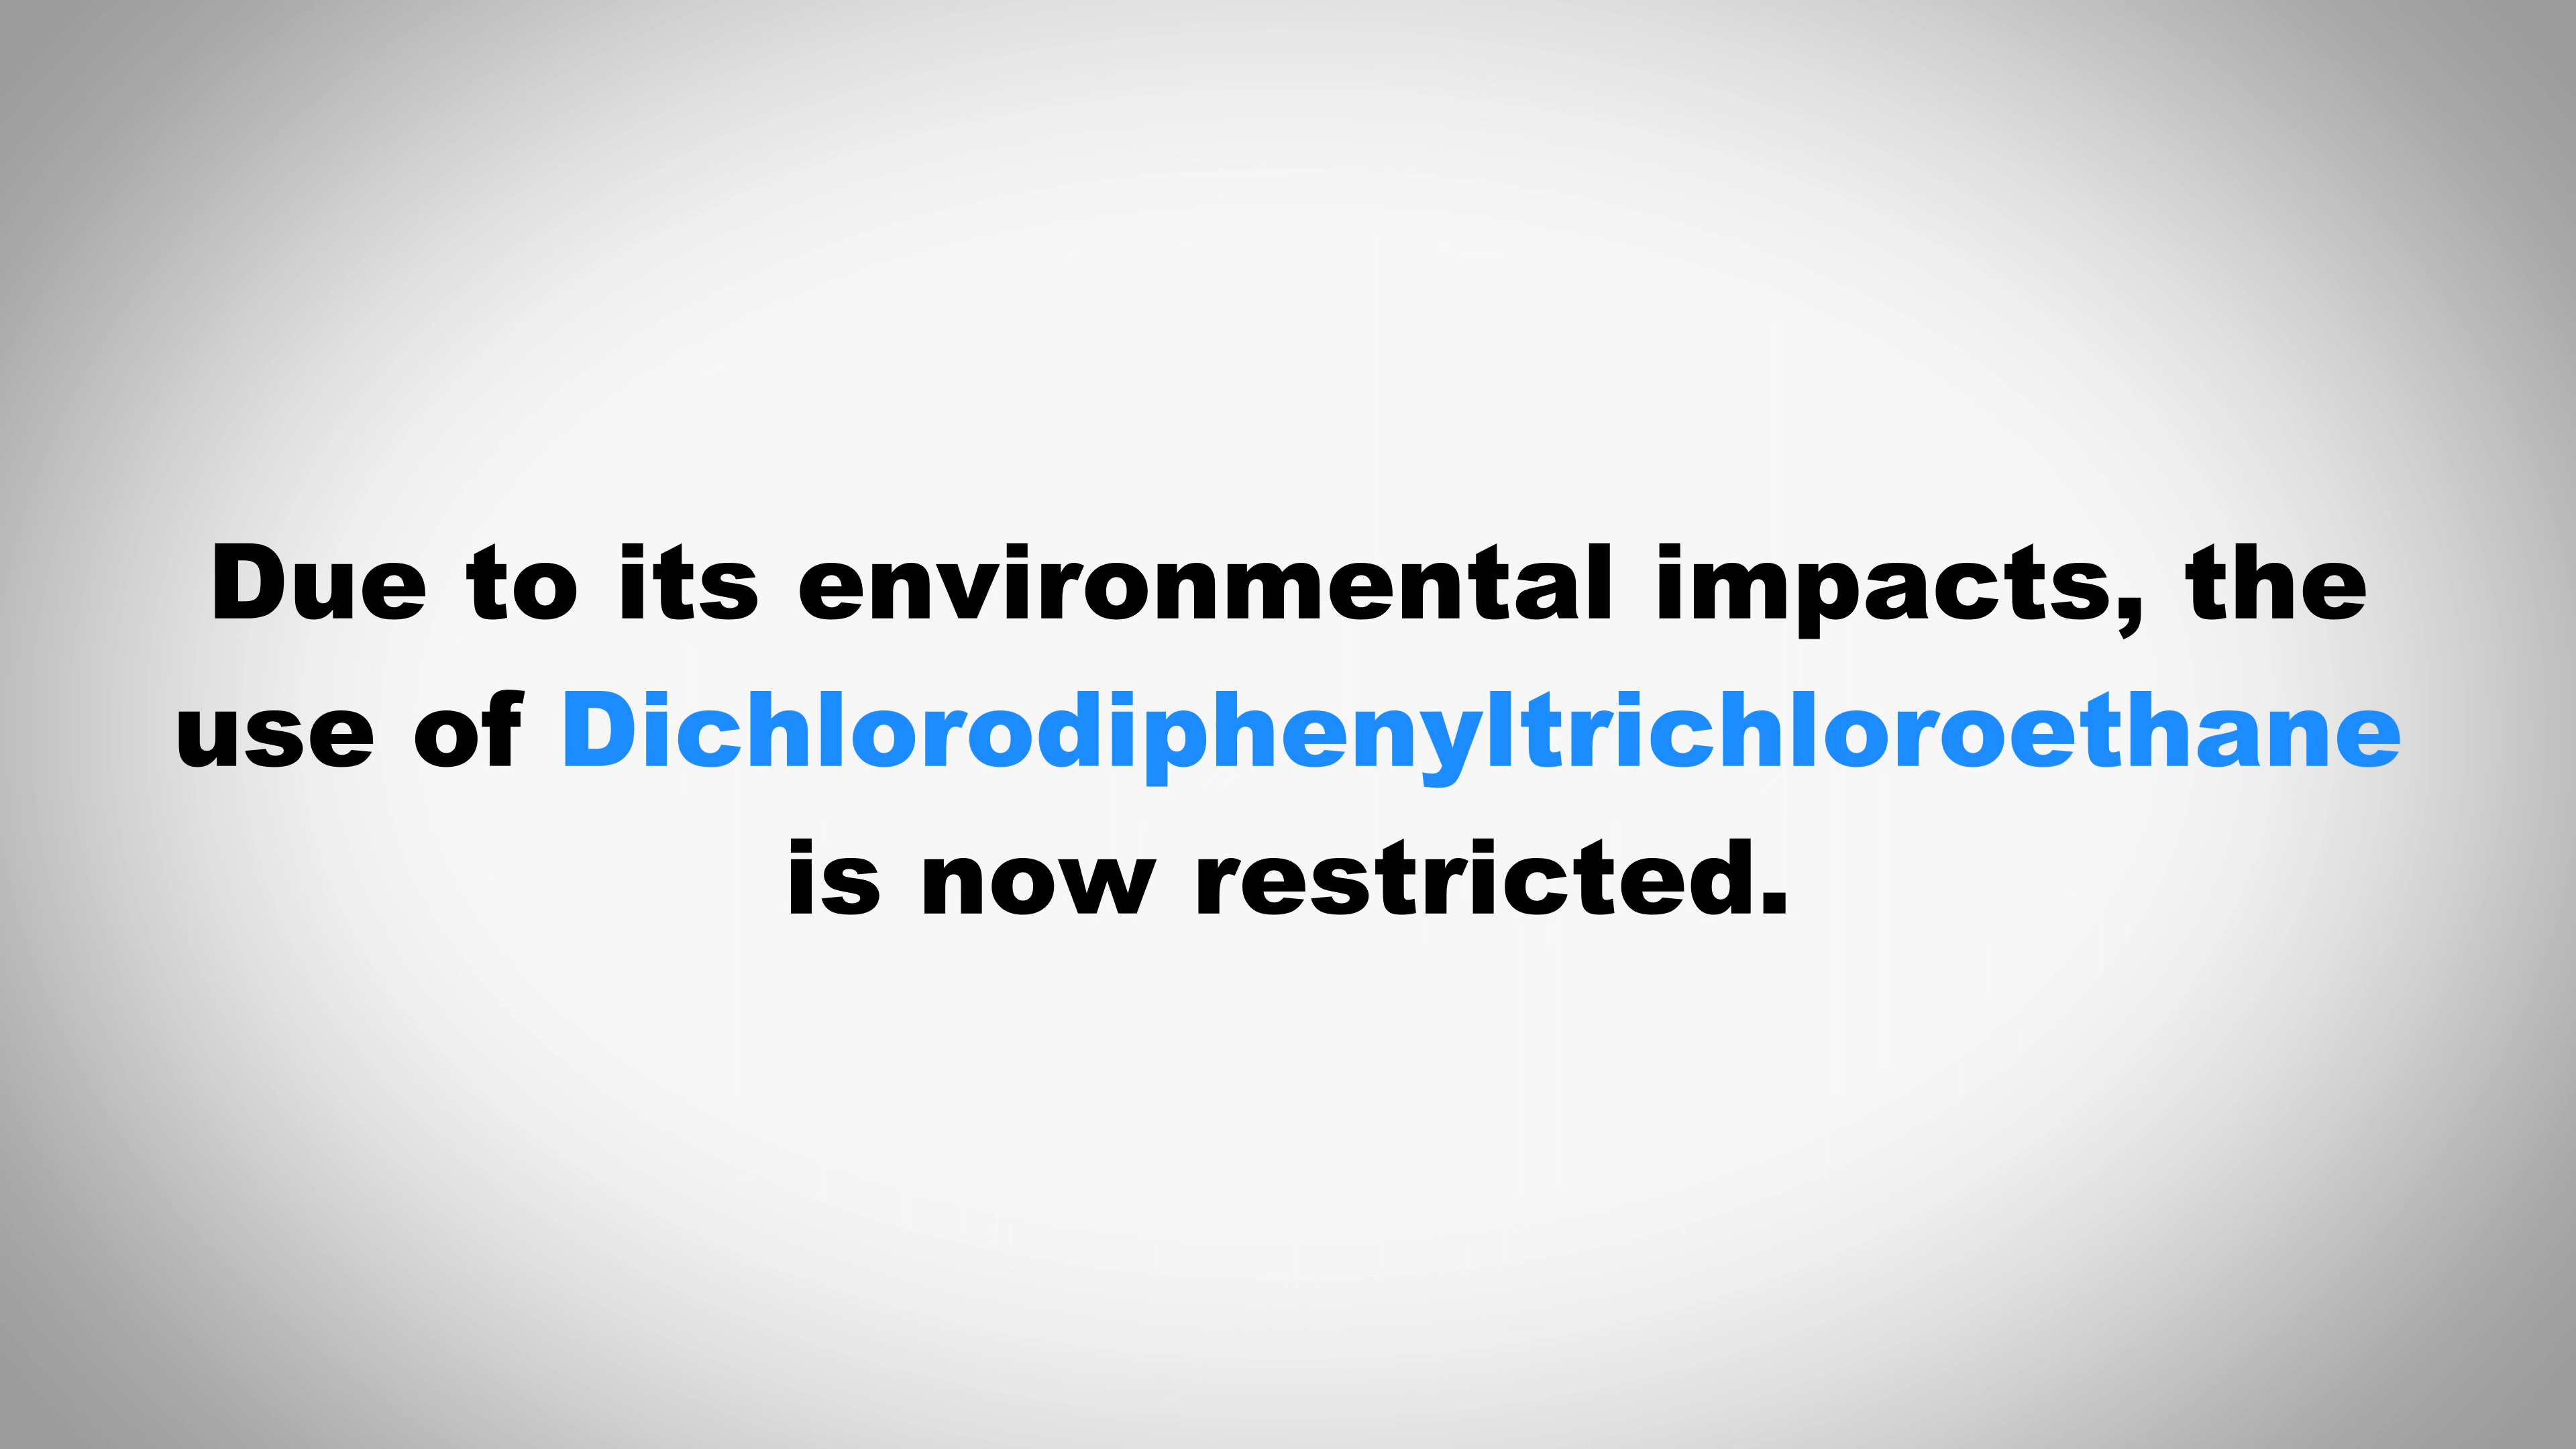 Due to its environmental impacts, the
use of Dichlorodiphenyltrichloroethane
is now restricted.